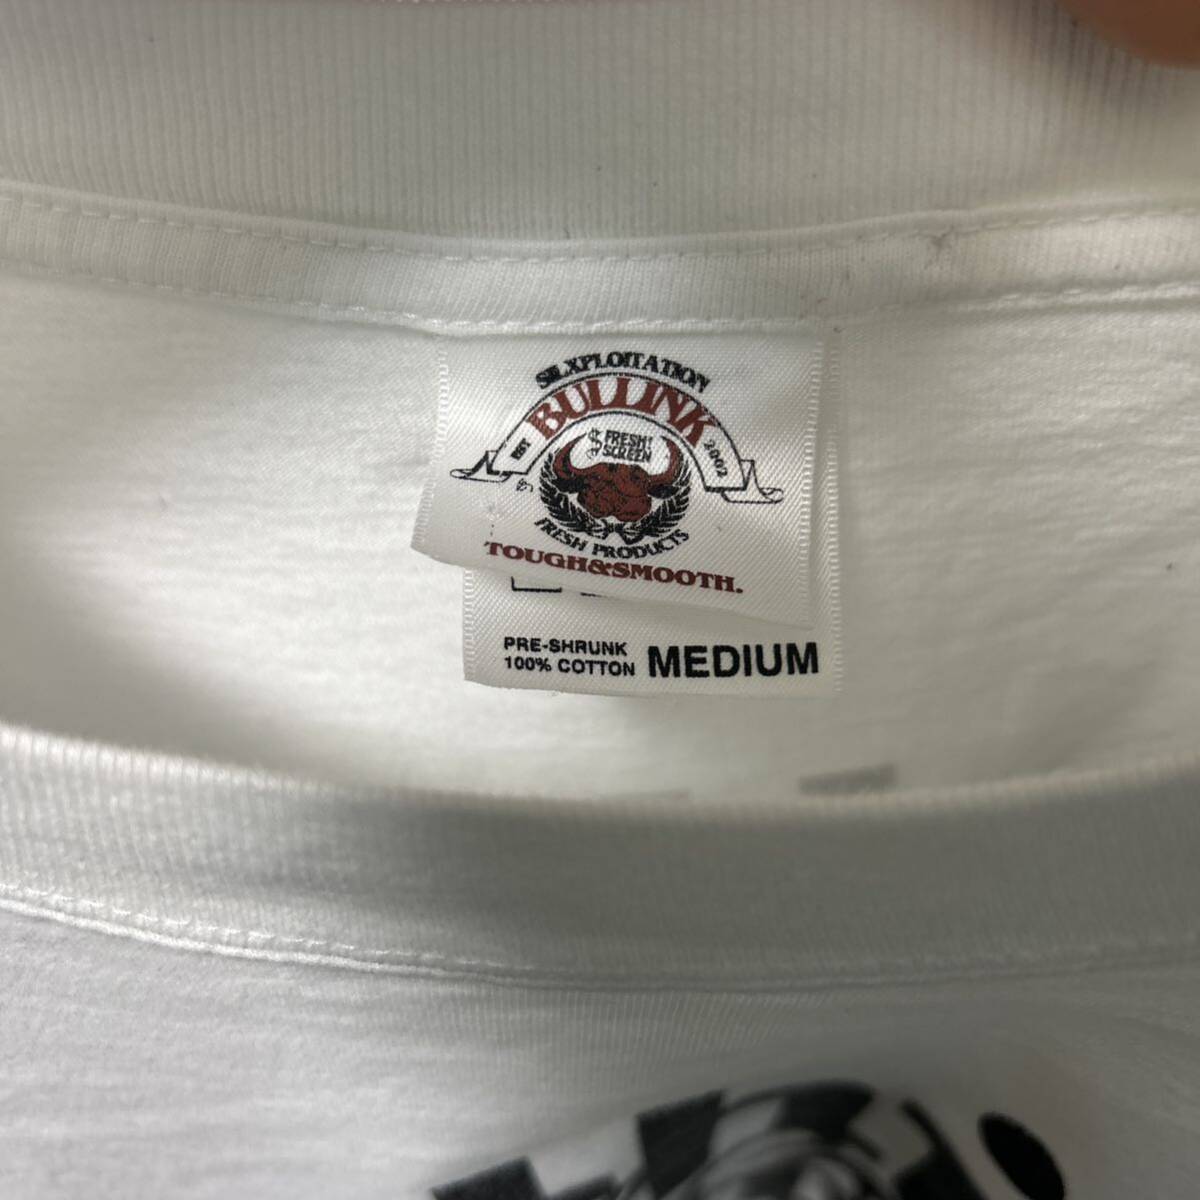 SILXPLOITATION
BULLINK
EST 2002
$ FRESH!
SCREEN
FRESH PRODUCTS
TOUGH&SMOOTH.
PRE-SHRUNK
100% COTTON MEDIUM